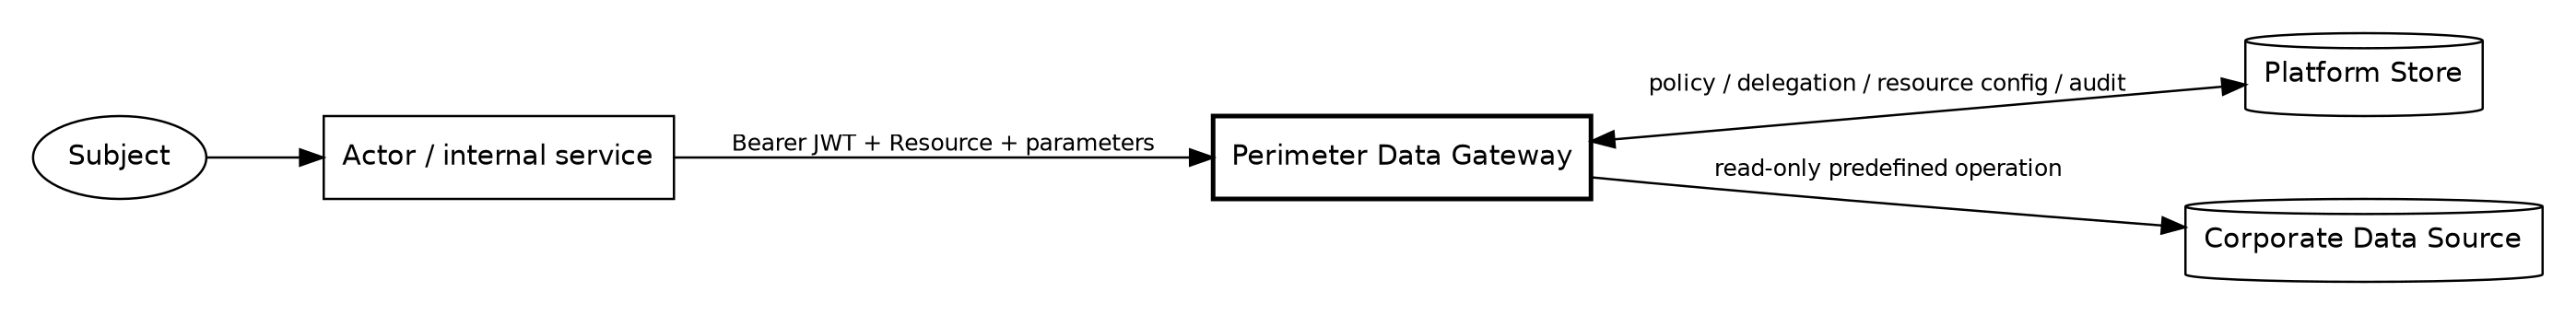 Subject
Actor / internal service
Bearer JWT + Resource + parameters
Perimeter Data Gateway
policy / delegation / resource config / audit
Platform Store
read-only predefined operation
Corporate Data Source